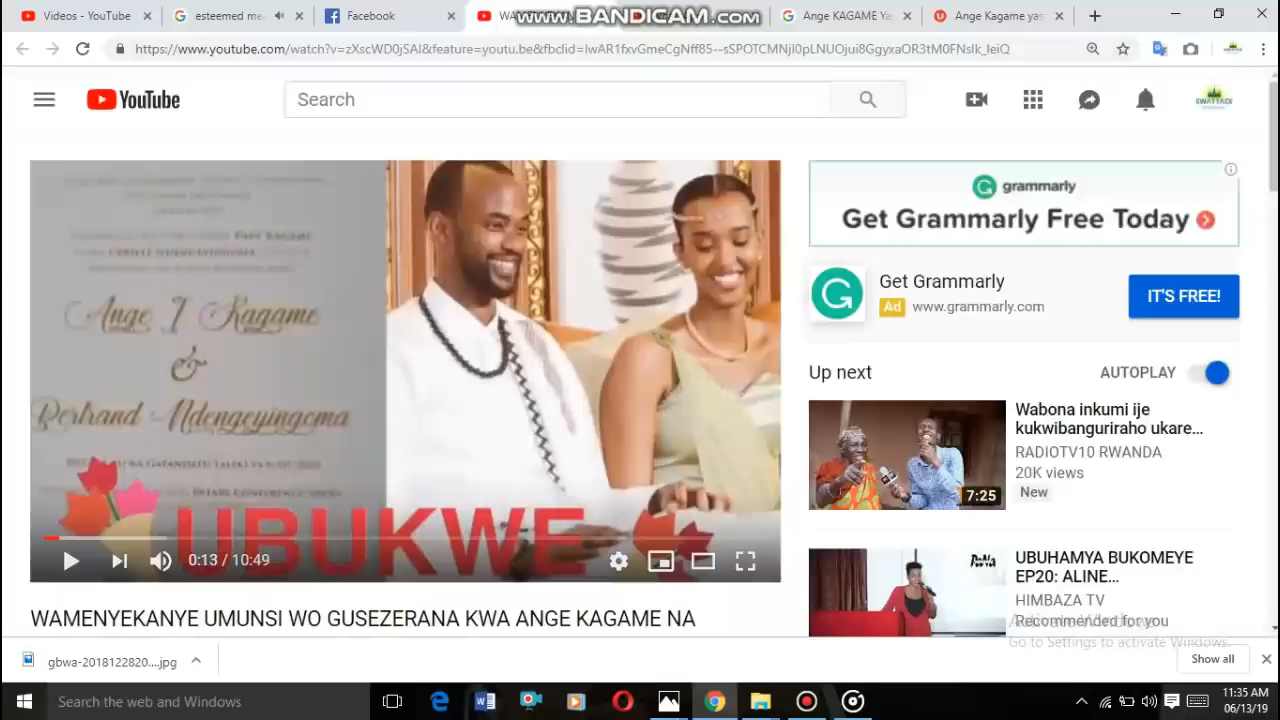 Videos - YouTube
esteemed me
Facebook
www.BANDICAM.com
Ange KAGAME Ya
Ange Kagame yas
https://www.youtube.com/watch?v=zXscWD0jSAI&feature=youtu.be&fbclid=IwAR1fxvGmeCgNff85--sSPOTCMNjI0pLNUOjui8GgyxaOR3tM0FNsIk_IeiQ
YouTube
Search
SWATTADE
Ange I Kagame
&
Bertrand Ndengeyingoma
UBUKWE
0:13 / 10:49
WAMENYEKANYE UMUNSI WO GUSEZERANA KWA ANGE KAGAME NA
grammarly
Get Grammarly Free Today
Get Grammarly
Ad www.grammarly.com
IT'S FREE!
Up next
AUTOPLAY
Wabona inkumi ije
kukwibanguriraho ukare...
RADIOTV10 RWANDA
20K views
New
7:25
UBUHAMYA BUKOMEYE
EP20: ALINE...
HIMBAZA TV
Recommended for you
Activate Windows
Go to Settings to activate Windows.
gbwa-2018122820....jpg
Show all
Search the web and Windows
11:35 AM
06/13/19